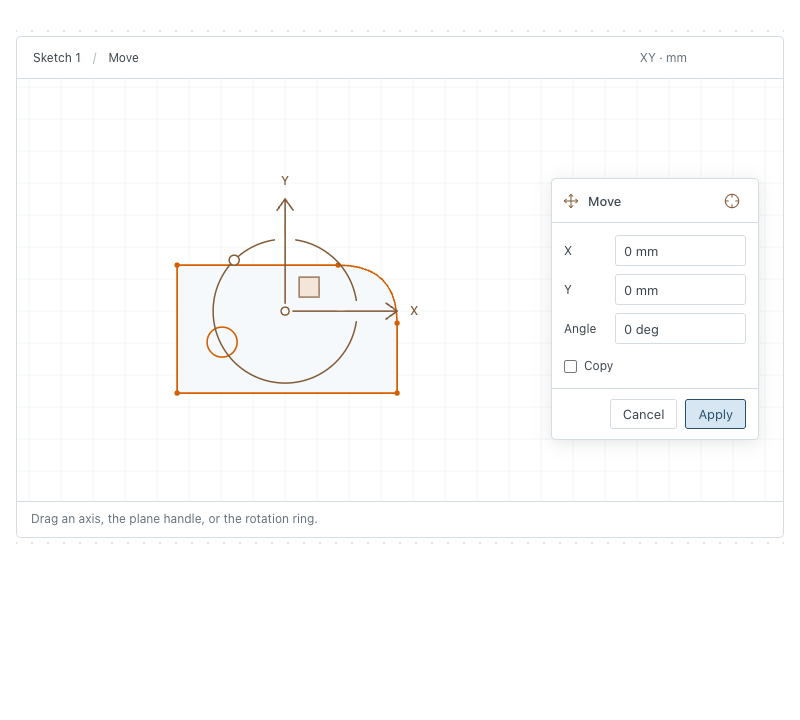 Sketch 1 / Move
XY · mm
Y
X
Move
X 0 mm
Y 0 mm
Angle 0 deg
Copy
Cancel Apply
Drag an axis, the plane handle, or the rotation ring.